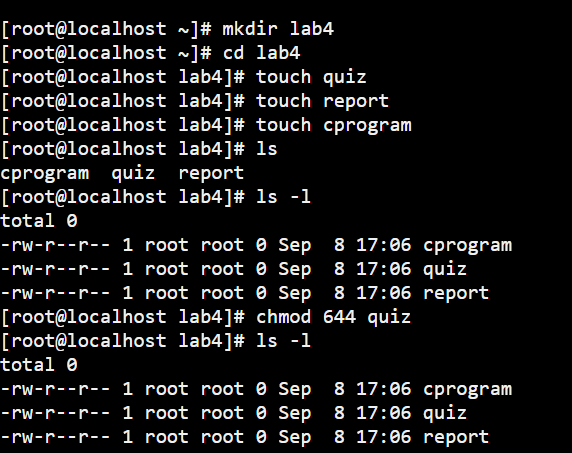 [root@localhost ~]# mkdir lab4
[root@localhost ~]# cd lab4
[root@localhost lab4]# touch quiz
[root@localhost lab4]# touch report
[root@localhost lab4]# touch cprogram
[root@localhost lab4]# ls
cprogram  quiz  report
[root@localhost lab4]# ls -l
total 0
-rw-r--r-- 1 root root 0 Sep  8 17:06 cprogram
-rw-r--r-- 1 root root 0 Sep  8 17:06 quiz
-rw-r--r-- 1 root root 0 Sep  8 17:06 report
[root@localhost lab4]# chmod 644 quiz
[root@localhost lab4]# ls -l
total 0
-rw-r--r-- 1 root root 0 Sep  8 17:06 cprogram
-rw-r--r-- 1 root root 0 Sep  8 17:06 quiz
-rw-r--r-- 1 root root 0 Sep  8 17:06 report